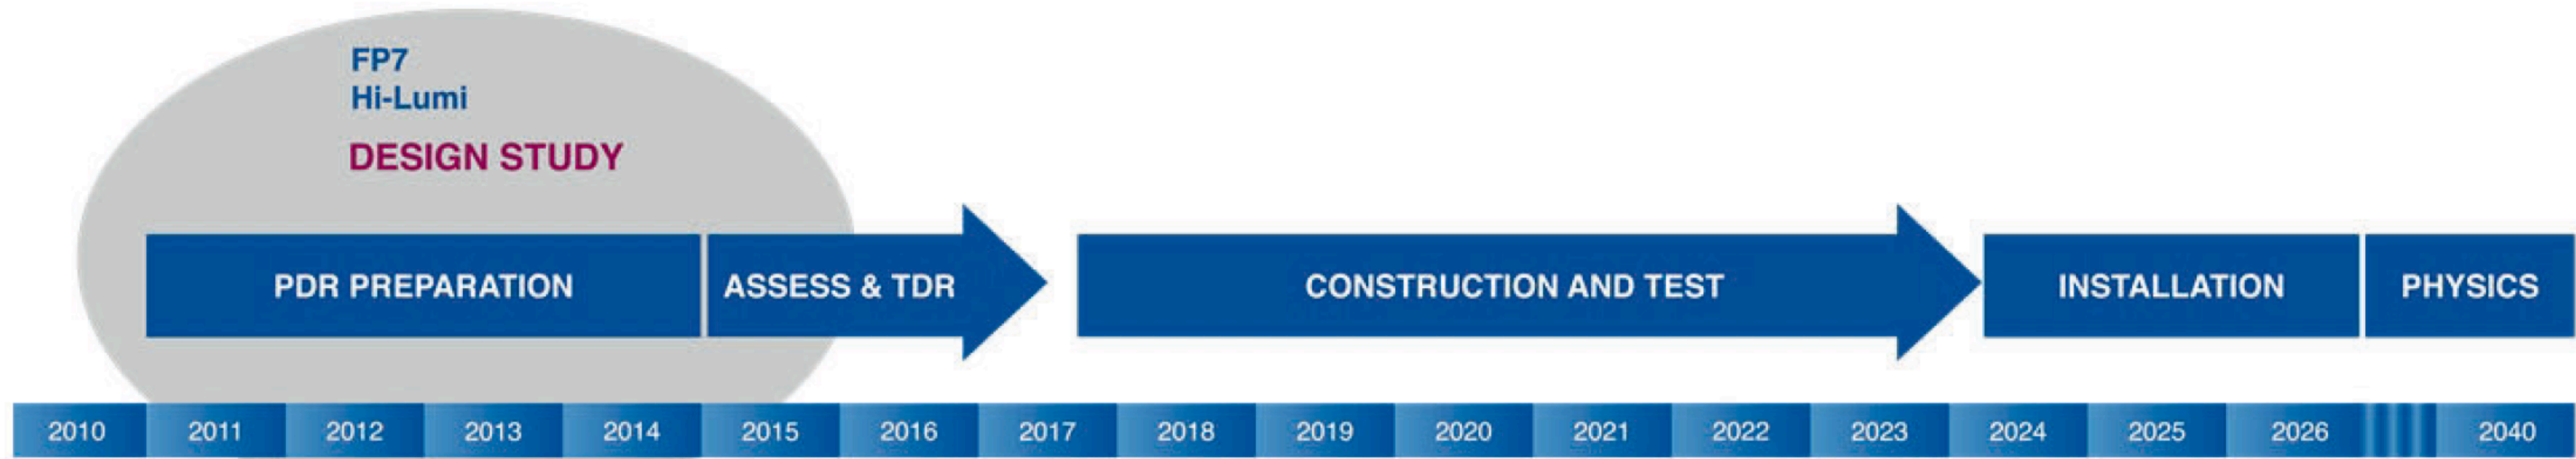 FP7
Hi-Lumi
DESIGN STUDY
PDR PREPARATION ASSESS & TDR CONSTRUCTION AND TEST INSTALLATION PHYSICS
2010 2011 2012 2013 2014 2015 2016 2017 2018 2019 2020 2021 2022 2023 2024 2025 2026 2040